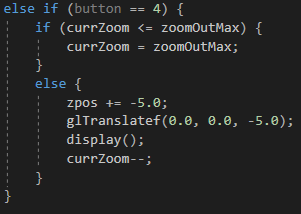 else if (button == 4) {
if (currZoom <= zoomOutMax) {
currZoom = zoomOutMax;
}
else {
zpos += -5.0;
glTranslatef(0.0, 0.0, -5.0);
display();
currZoom--;
}
}